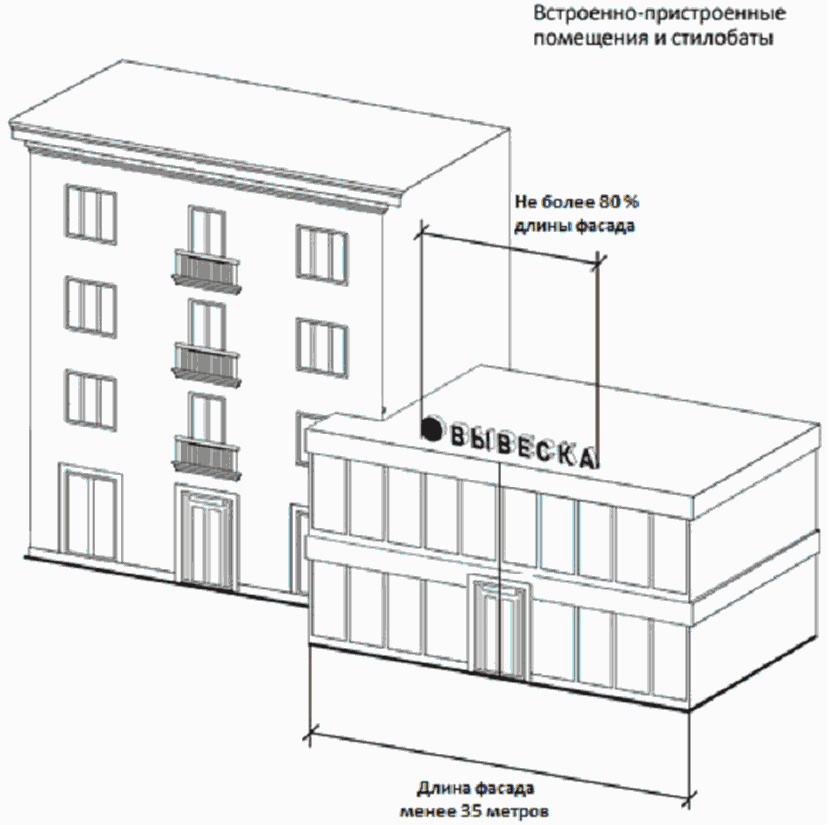 Встроенно-пристроенные
помещения и стилобаты
Не более 80 %
длины фасада
ВЫВЕСКА
Длина фасада
менее 35 метров